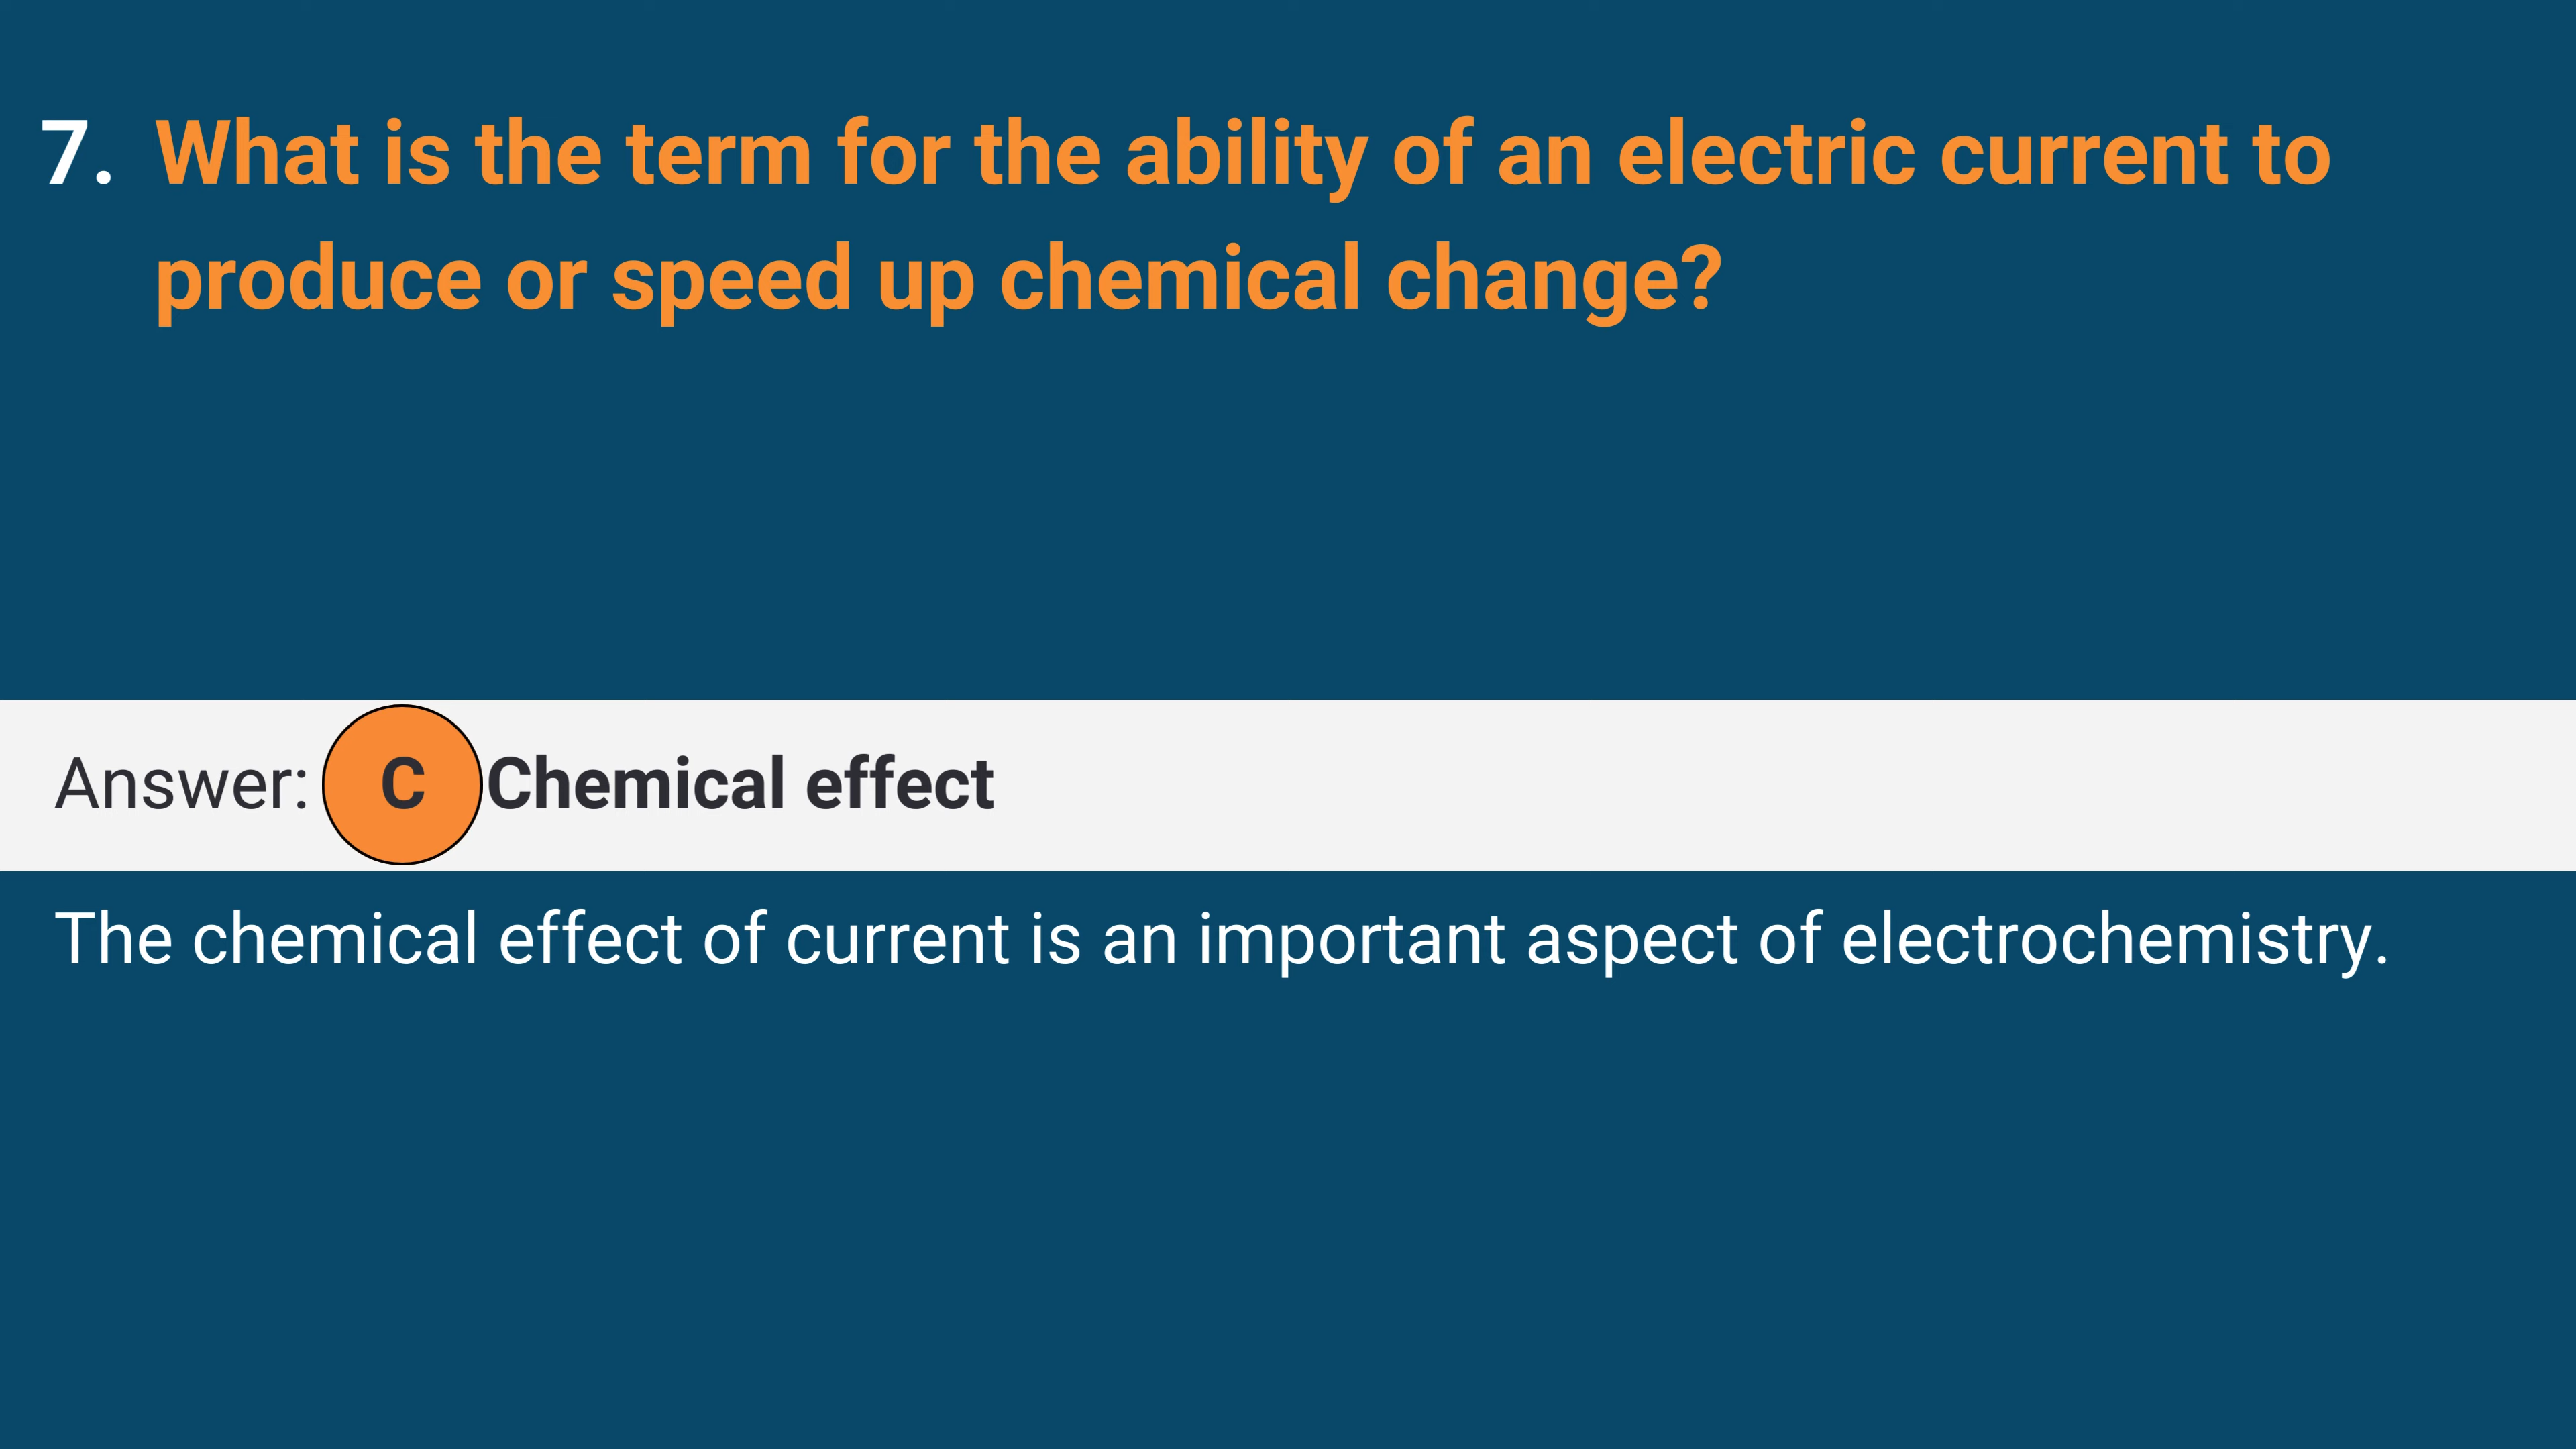 7. What is the term for the ability of an electric current to
produce or speed up chemical change?
Answer: C Chemical effect
The chemical effect of current is an important aspect of electrochemistry.